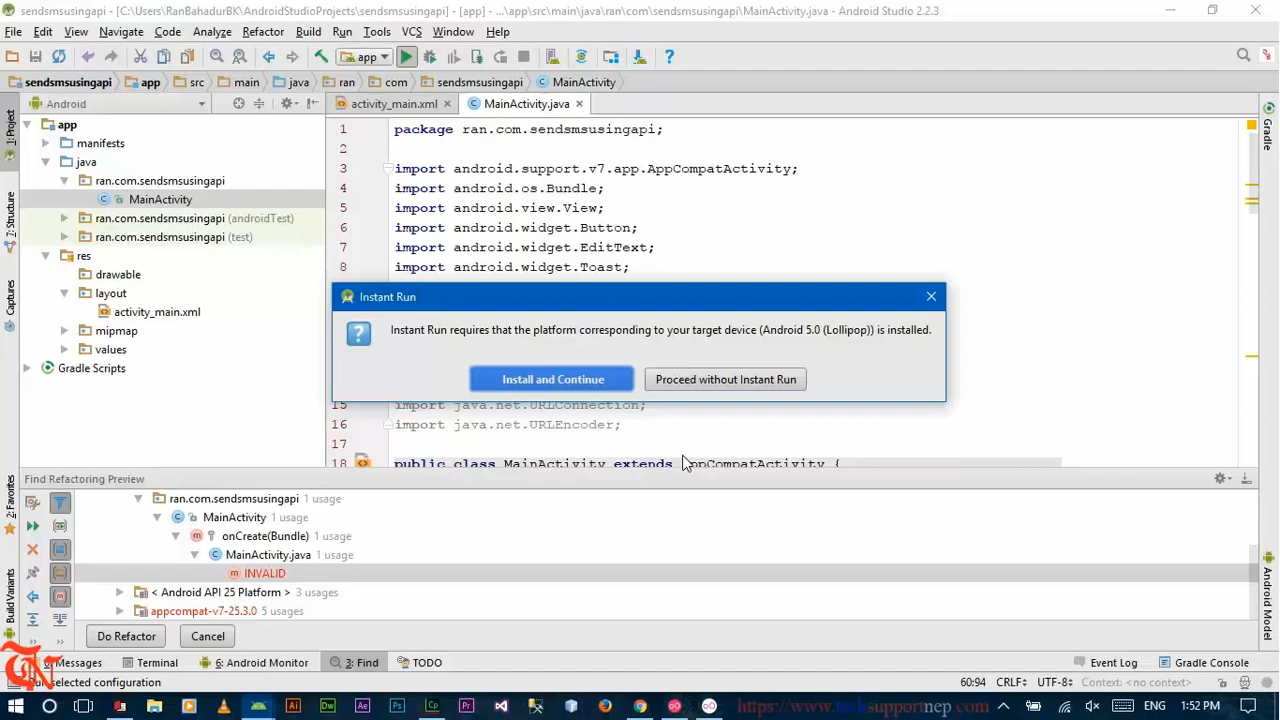 sendsmsusingapi - [C:\Users\RanBahadurBK\AndroidStudioProjects\sendsmsusingapi] - [app] - ...\app\src\main\java\ran\com\sendsmsusingapi\MainActivity.java - Android Studio 2.2.3
File Edit View Navigate Code Analyze Refactor Build Run Tools VCS Window Help
app
sendsmsusingapi app src main java ran com sendsmsusingapi MainActivity
Android
activity_main.xml MainActivity.java
1: Project
7: Structure
Captures
2: Favorites
Build Variants
Gradle
Android Model
app
manifests
java
ran.com.sendsmsusingapi
MainActivity
ran.com.sendsmsusingapi (androidTest)
ran.com.sendsmsusingapi (test)
res
drawable
layout
activity_main.xml
mipmap
values
Gradle Scripts
1 package ran.com.sendsmsusingapi;
2
3 import android.support.v7.app.AppCompatActivity;
4 import android.os.Bundle;
5 import android.view.View;
6 import android.widget.Button;
7 import android.widget.EditText;
8 import android.widget.Toast;
Instant Run
Instant Run requires that the platform corresponding to your target device (Android 5.0 (Lollipop)) is installed.
Install and Continue Proceed without Instant Run
15 import java.net.URLConnection;
16 import java.net.URLEncoder;
17
18 public class MainActivity extends AppCompatActivity {
Find Refactoring Preview
ran.com.sendsmsusingapi 1 usage
MainActivity 1 usage
onCreate(Bundle) 1 usage
MainActivity.java 1 usage
INVALID
< Android API 25 Platform > 3 usages
appcompat-v7-25.3.0 5 usages
Do Refactor Cancel
Messages Terminal 6: Android Monitor 3: Find TODO Event Log Gradle Console
selected configuration 60:94 CRLF÷ UTF-8÷ Context: <no context>
https://www.techsupportnep.com
ENG 1:52 PM